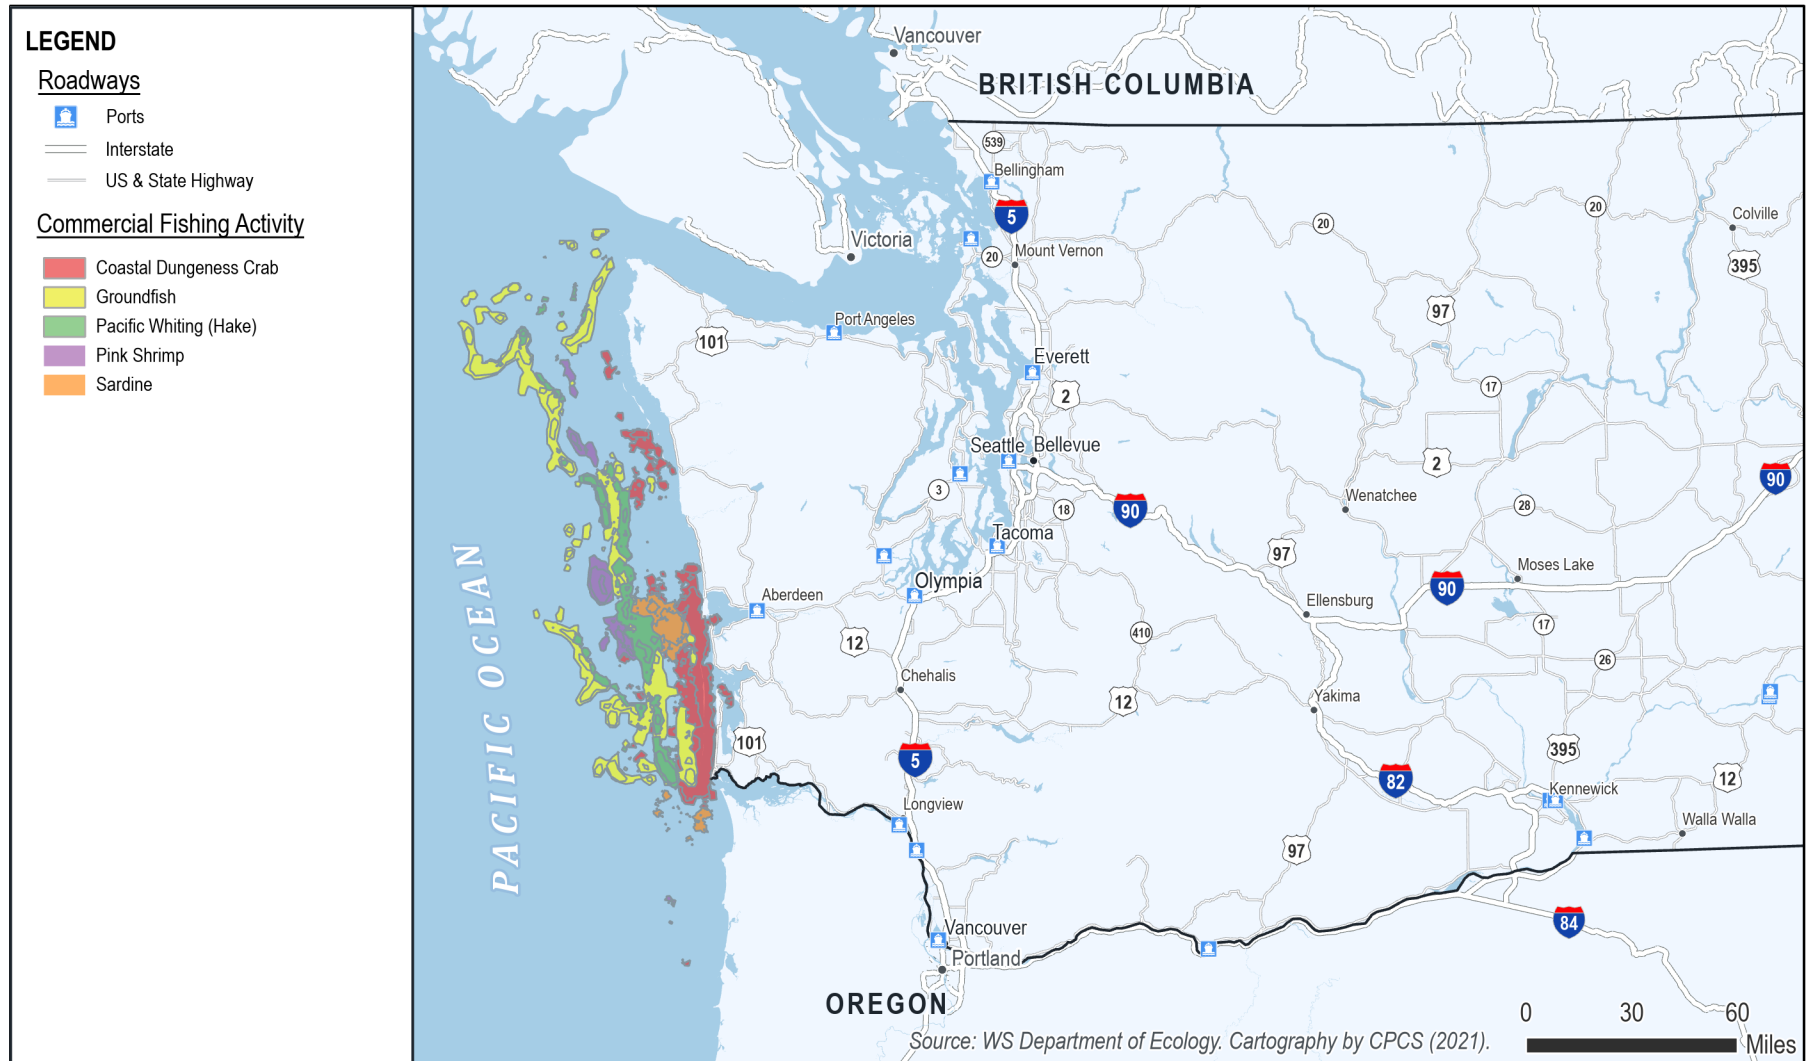 LEGEND
Roadways
Ports
Interstate
US & State Highway
Commercial Fishing Activity
Coastal Dungeness Crab
Groundfish
Pacific Whiting (Hake)
Pink Shrimp
Sardine
Vancouver
BRITISH COLUMBIA
539
Bellingham
5
20
20
Colville
Victoria
20
Mount Vernon
395
97
Port Angeles
101
Everett
2
17
Seattle
Bellevue
2
90
3
18
90
Wenatchee
28
Tacoma
97
Moses Lake
PACIFIC OCEAN
Olympia
90
Aberdeen
Ellensburg
17
12
410
26
Chehalis
12
Yakima
101
5
395
82
12
Kennewick
Longview
Walla Walla
97
84
Vancouver
Portland
OREGON
0 30 60
Miles
Source: WS Department of Ecology. Cartography by CPCS (2021).